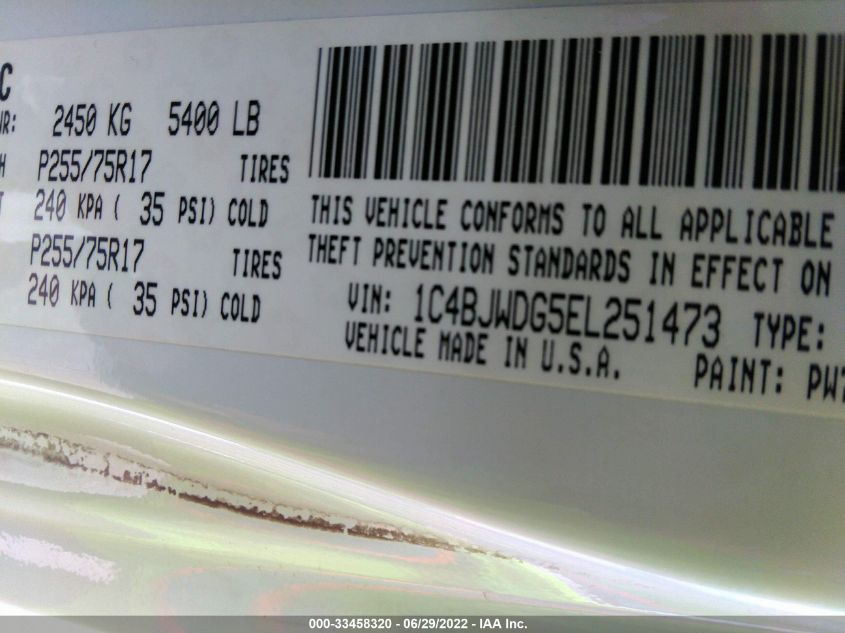 C
WR: 2450 KG 5400 LB
H P255/75R17 TIRES
T 240 KPA ( 35 PSI) COLD
P255/75R17 TIRES
240 KPA ( 35 PSI) COLD
THIS VEHICLE CONFORMS TO ALL APPLICABLE
THEFT PREVENTION STANDARDS IN EFFECT ON
VIN: 1C4BJWDG5EL251473 TYPE:
VEHICLE MADE IN U.S.A. PAINT: PW7
000-33458320 - 06/29/2022 - IAA Inc.